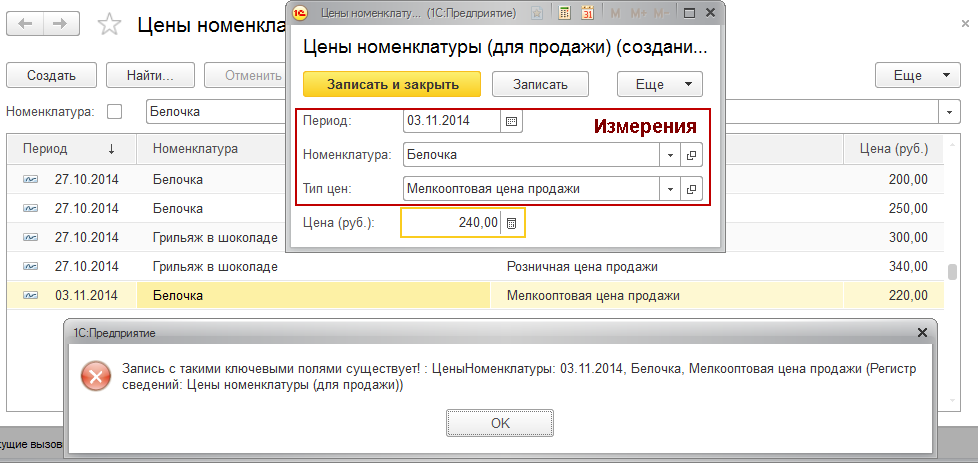 Цены номенкла
Цены номенклату... (1С:Предприятие)
M M+ M-
Цены номенклатуры (для продажи) (создани...
Создать Найти... Отменить
Записать и закрыть Записать Еще
Еще
Номенклатура: Белочка
Период: 03.11.2014
Измерения
Номенклатура: Белочка
Тип цен: Мелкооптовая цена продажи
Цена (руб.): 240,00
Период ↓ Номенклатура Цена (руб.)
27.10.2014 Белочка 200,00
27.10.2014 Белочка 250,00
27.10.2014 Грильяж в шоколаде 300,00
27.10.2014 Грильяж в шоколаде Розничная цена продажи 340,00
03.11.2014 Белочка Мелкооптовая цена продажи 220,00
1С:Предприятие
Запись с такими ключевыми полями существует! : ЦеныНоменклатуры: 03.11.2014, Белочка, Мелкооптовая цена продажи (Регистр
сведений: Цены номенклатуры (для продажи))
OK
кущие вызов